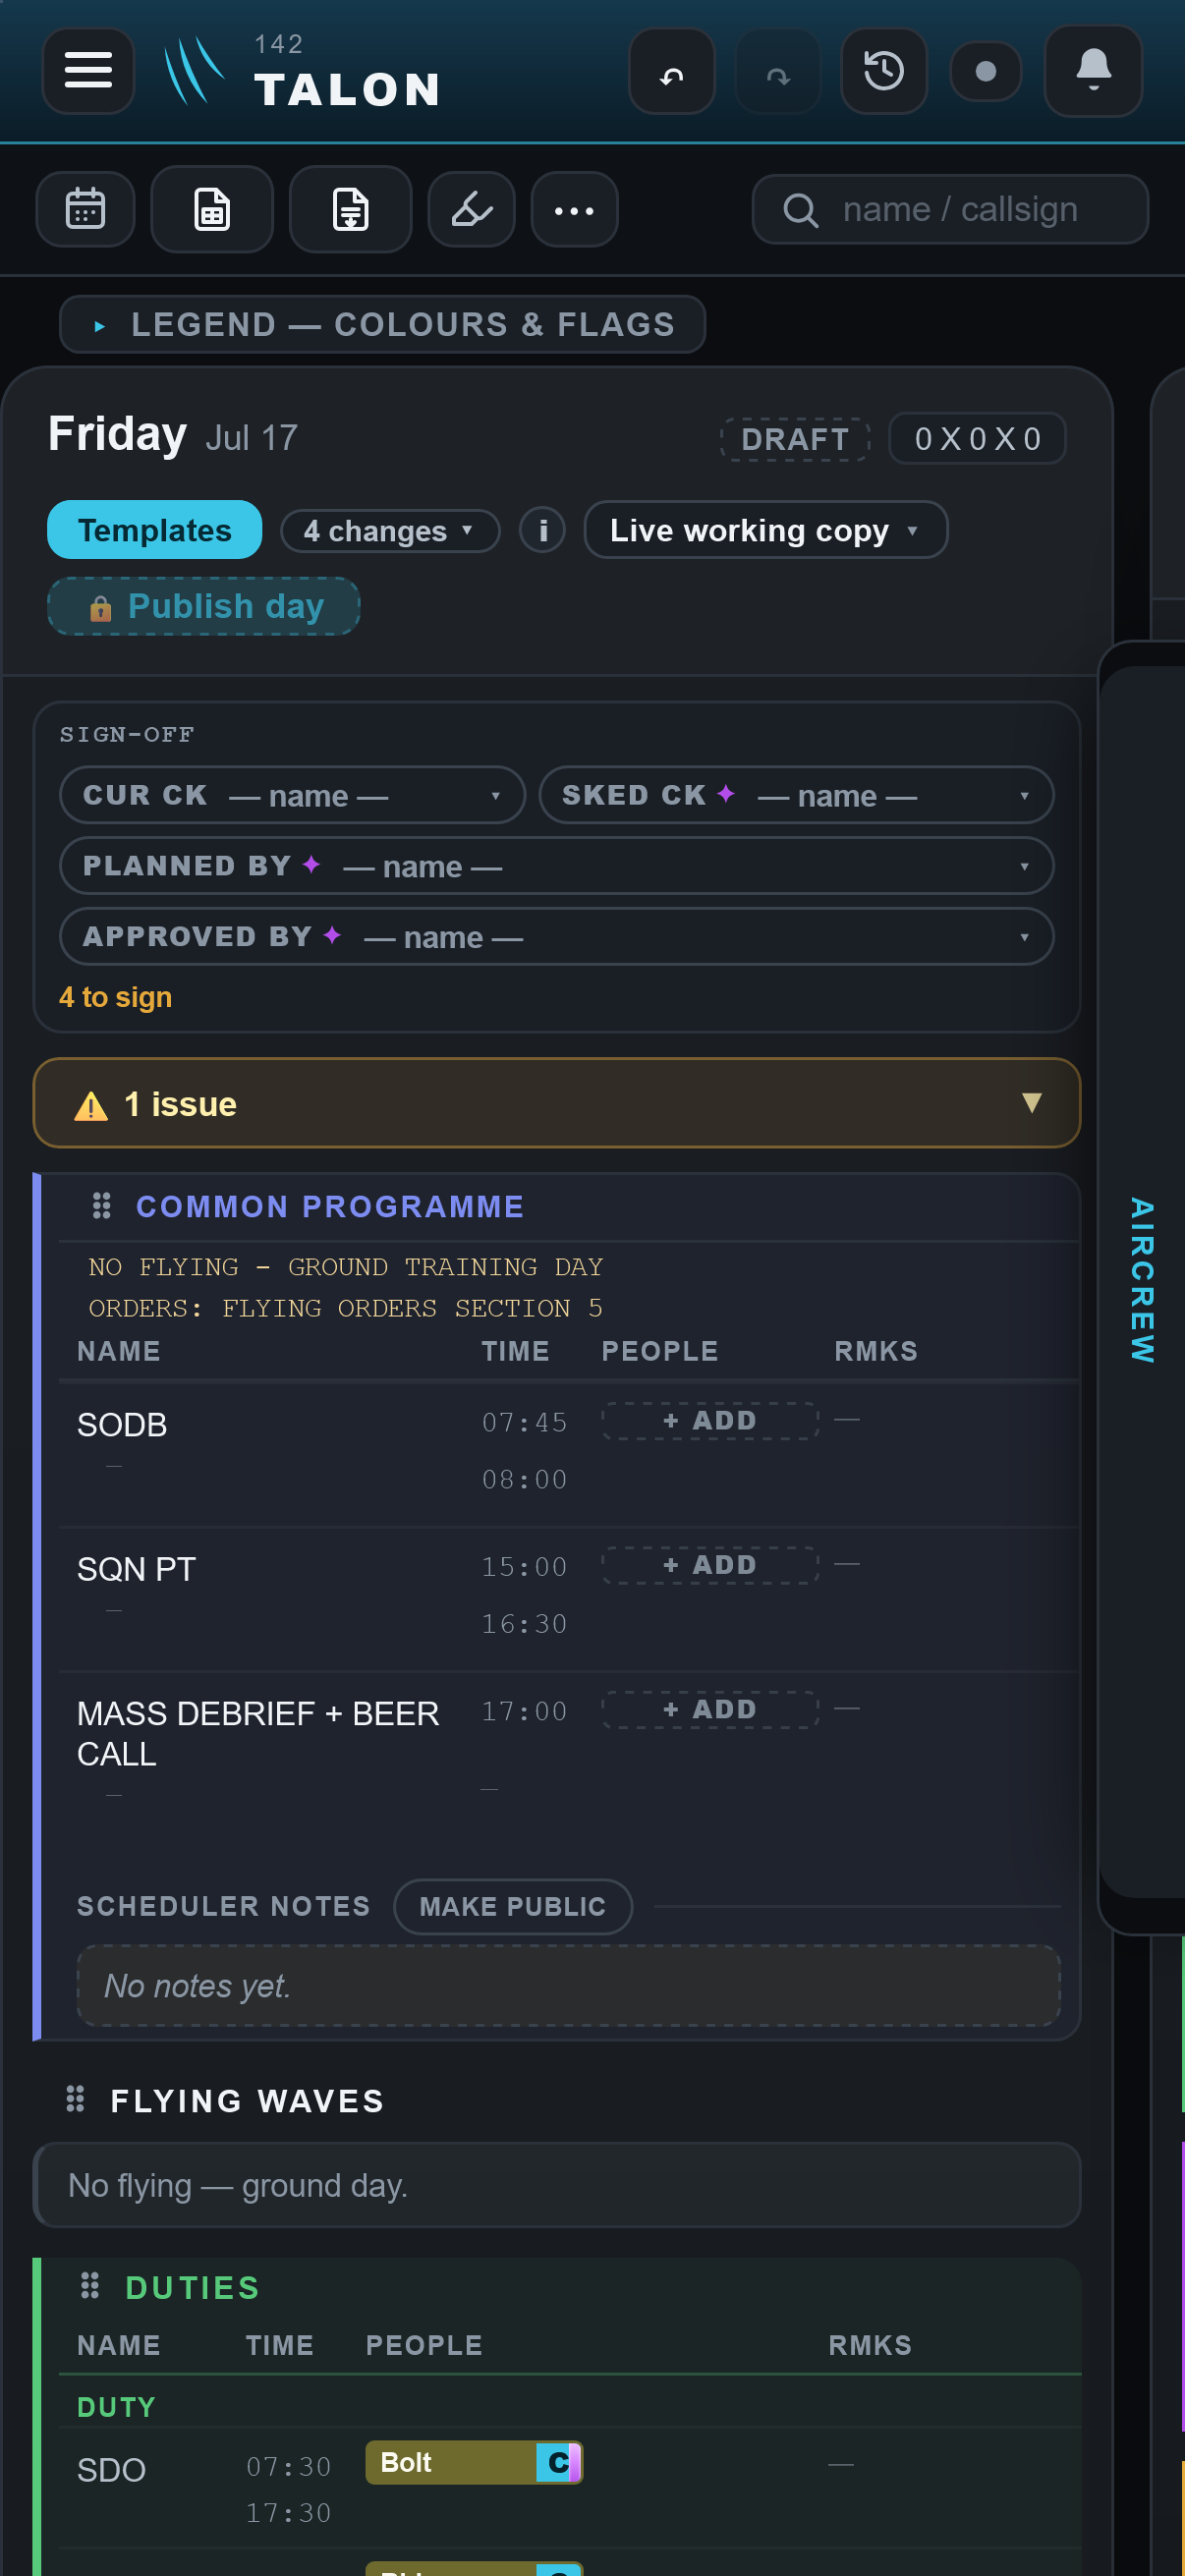 142
TALON
name / callsign
LEGEND — COLOURS & FLAGS
Friday Jul 17 DRAFT 0 X 0 X 0
Templates 4 changes i Live working copy
Publish day
SIGN-OFF
CUR CK — name — SKED CK — name —
PLANNED BY — name —
APPROVED BY — name —
4 to sign
1 issue
AIRCREW
COMMON PROGRAMME
NO FLYING - GROUND TRAINING DAY
ORDERS: FLYING ORDERS SECTION 5
NAME TIME PEOPLE RMKS
SODB 07:45 + ADD —
— 08:00
SQN PT 15:00 + ADD —
— 16:30
MASS DEBRIEF + BEER 17:00 + ADD —
CALL
— —
SCHEDULER NOTES MAKE PUBLIC
No notes yet.
FLYING WAVES
No flying — ground day.
DUTIES
NAME TIME PEOPLE RMKS
DUTY
SDO 07:30 Bolt C —
17:30